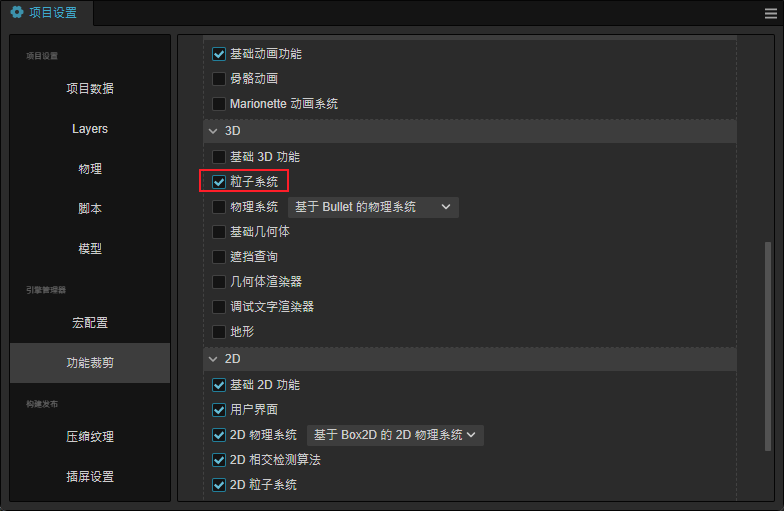 项目设置
项目设置
项目数据
Layers
物理
脚本
模型
引擎管理器
宏配置
功能裁剪
构建发布
压缩纹理
插屏设置
基础动画功能
骨骼动画
Marionette 动画系统
3D
基础 3D 功能
粒子系统
物理系统 基于 Bullet 的物理系统
基础几何体
遮挡查询
几何体渲染器
调试文字渲染器
地形
2D
基础 2D 功能
用户界面
2D 物理系统 基于 Box2D 的 2D 物理系统
2D 相交检测算法
2D 粒子系统